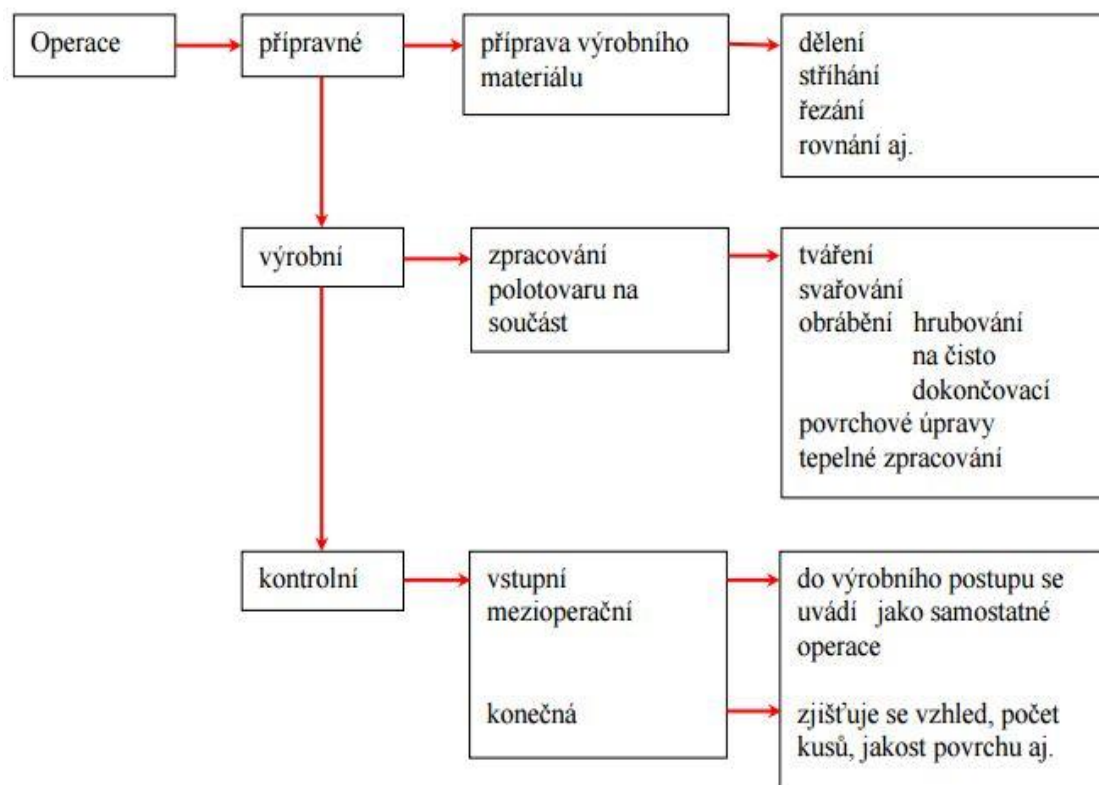 Operace
přípravné
příprava výrobního
materiálu
dělení
stříhání
řezání
rovnání aj.
výrobní
zpracování
polotovaru na
součást
tváření
svařování
obrábění hrubování
na čisto
dokončovací
povrchové úpravy
tepelné zpracování
kontrolní
vstupní
mezioperační
konečná
do výrobního postupu se
uvádí jako samostatné
operace
zjišťuje se vzhled, počet
kusů, jakost povrchu aj.